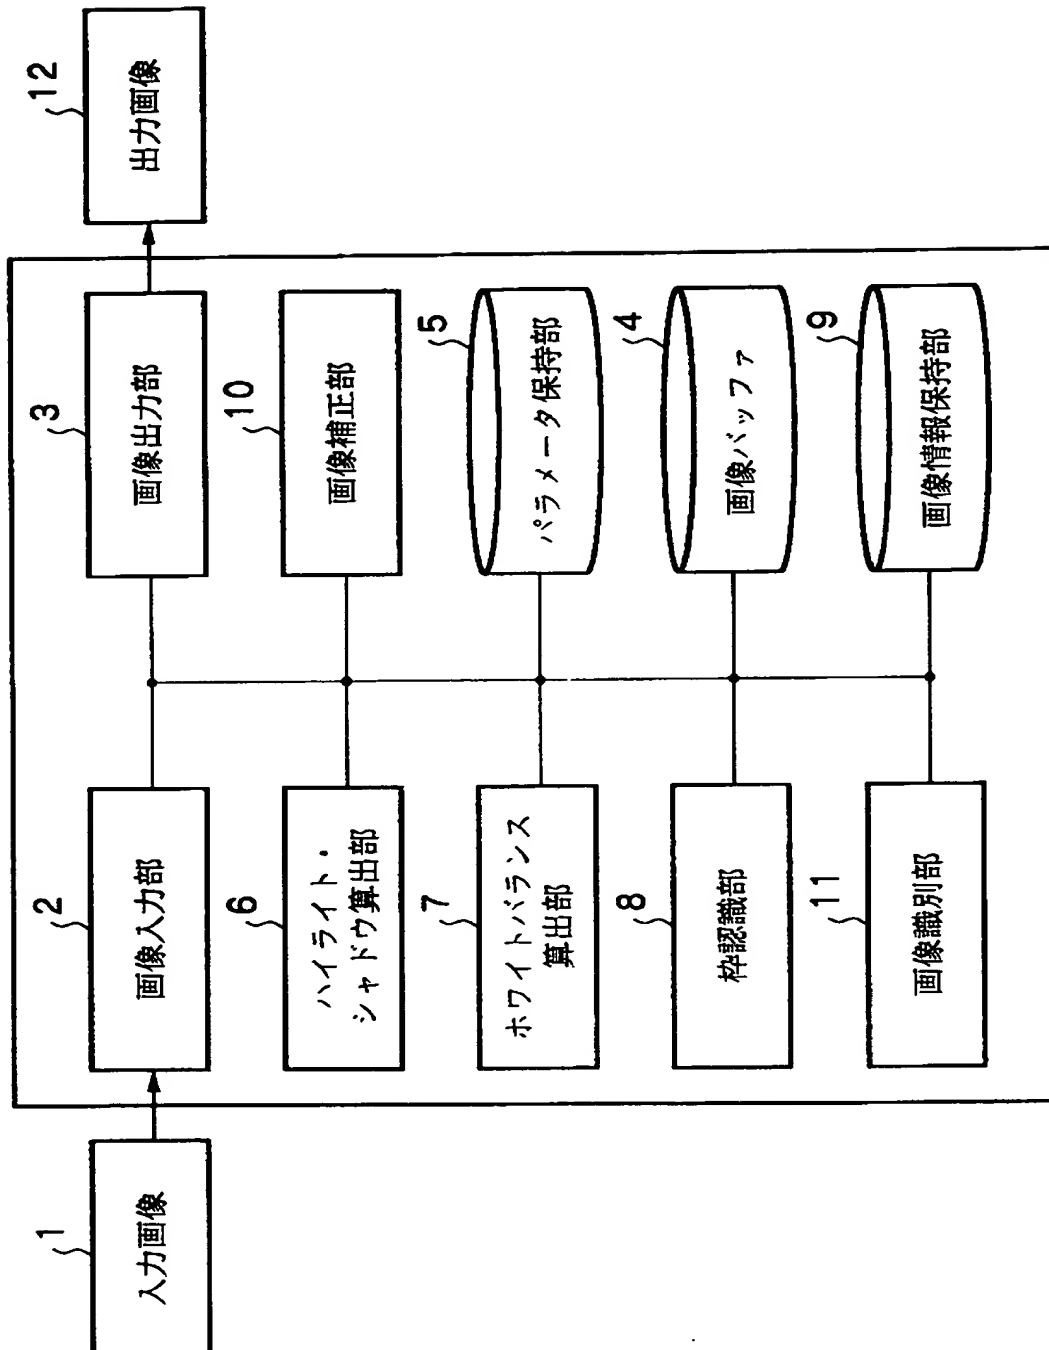 1
入力画像
2
画像入力部
3
画像出力部
12
出力画像
6
ハイライト・
シャドウ算出部
10
画像補正部
7
ホワイトバランス
算出部
5
パラメータ保持部
8
枠認識部
4
画像バッファ
11
画像識別部
9
画像情報保持部